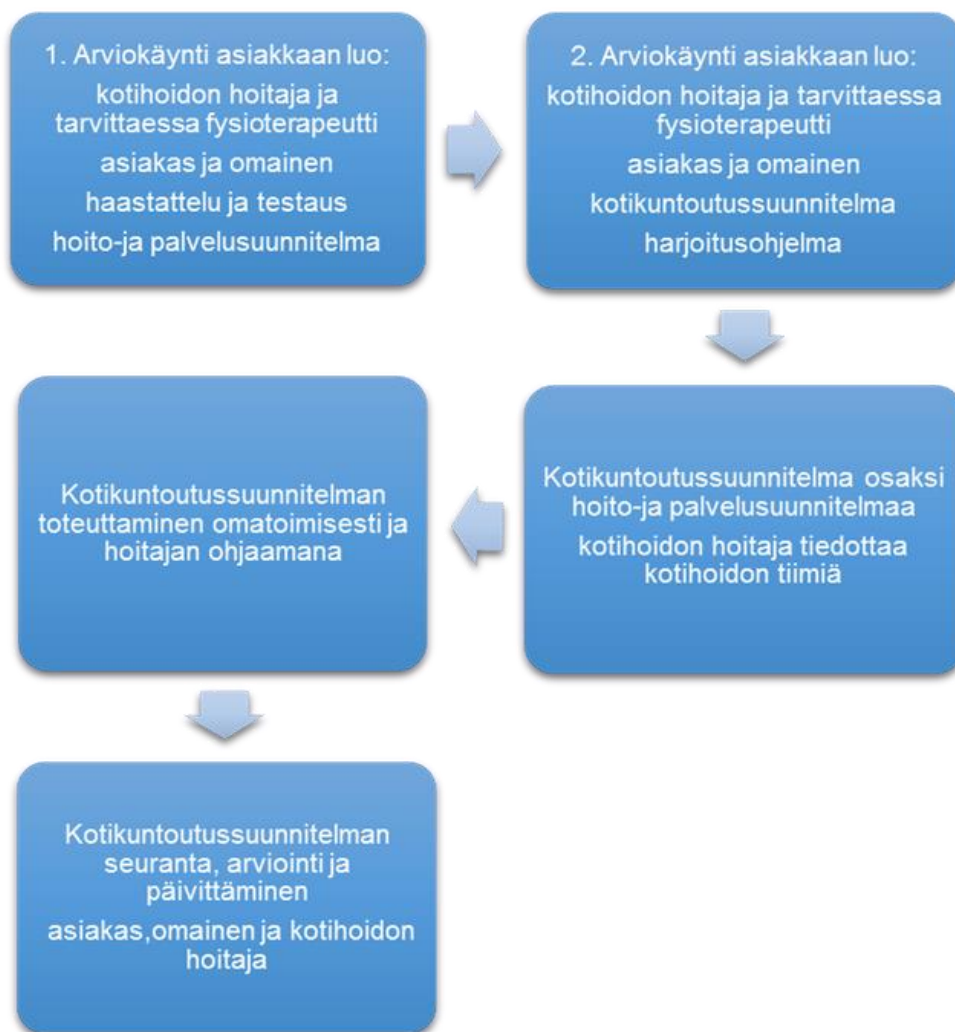 1. Arviokäynti asiakkaan luo:
kotihoidon hoitaja ja
tarvittaessa fysioterapeutti
asiakas ja omainen
haastattelu ja testaus
hoito-ja palvelusuunnitelma
2. Arviokäynti asiakkaan luo:
kotihoidon hoitaja ja tarvittaessa
fysioterapeutti
asiakas ja omainen
kotikuntoutussuunnitelma
harjoitusohjelma
Kotikuntoutussuunnitelma osaksi
hoito-ja palvelusuunnitelmaa
kotihoidon hoitaja tiedottaa
kotihoidon tiimiä
Kotikuntoutussuunnitelman
toteuttaminen omatoimisesti ja
hoitajan ohjaamana
Kotikuntoutussuunnitelman
seuranta, arviointi ja
päivittäminen
asiakas,omainen ja kotihoidon
hoitaja